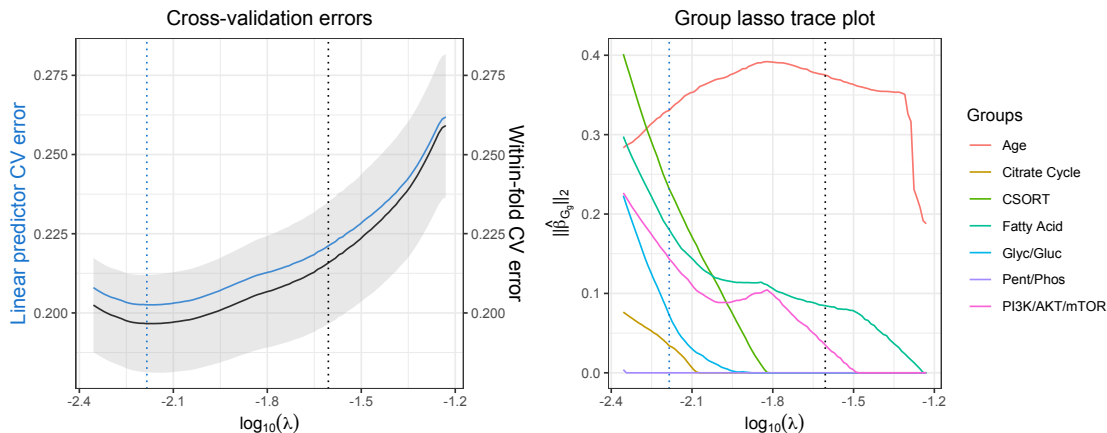 Cross-validation errors
Linear predictor CV error
0.275
0.250
0.225
0.200
0.275
0.250
0.225
0.200
Within-fold CV error
-2.4 -2.1 -1.8 -1.5 -1.2
log10(λ)
Group lasso trace plot
||β̂Gg||2
0.4
0.3
0.2
0.1
0.0
-2.4 -2.1 -1.8 -1.5 -1.2
log10(λ)
Groups
Age
Citrate Cycle
CSORT
Fatty Acid
Glyc/Gluc
Pent/Phos
PI3K/AKT/mTOR